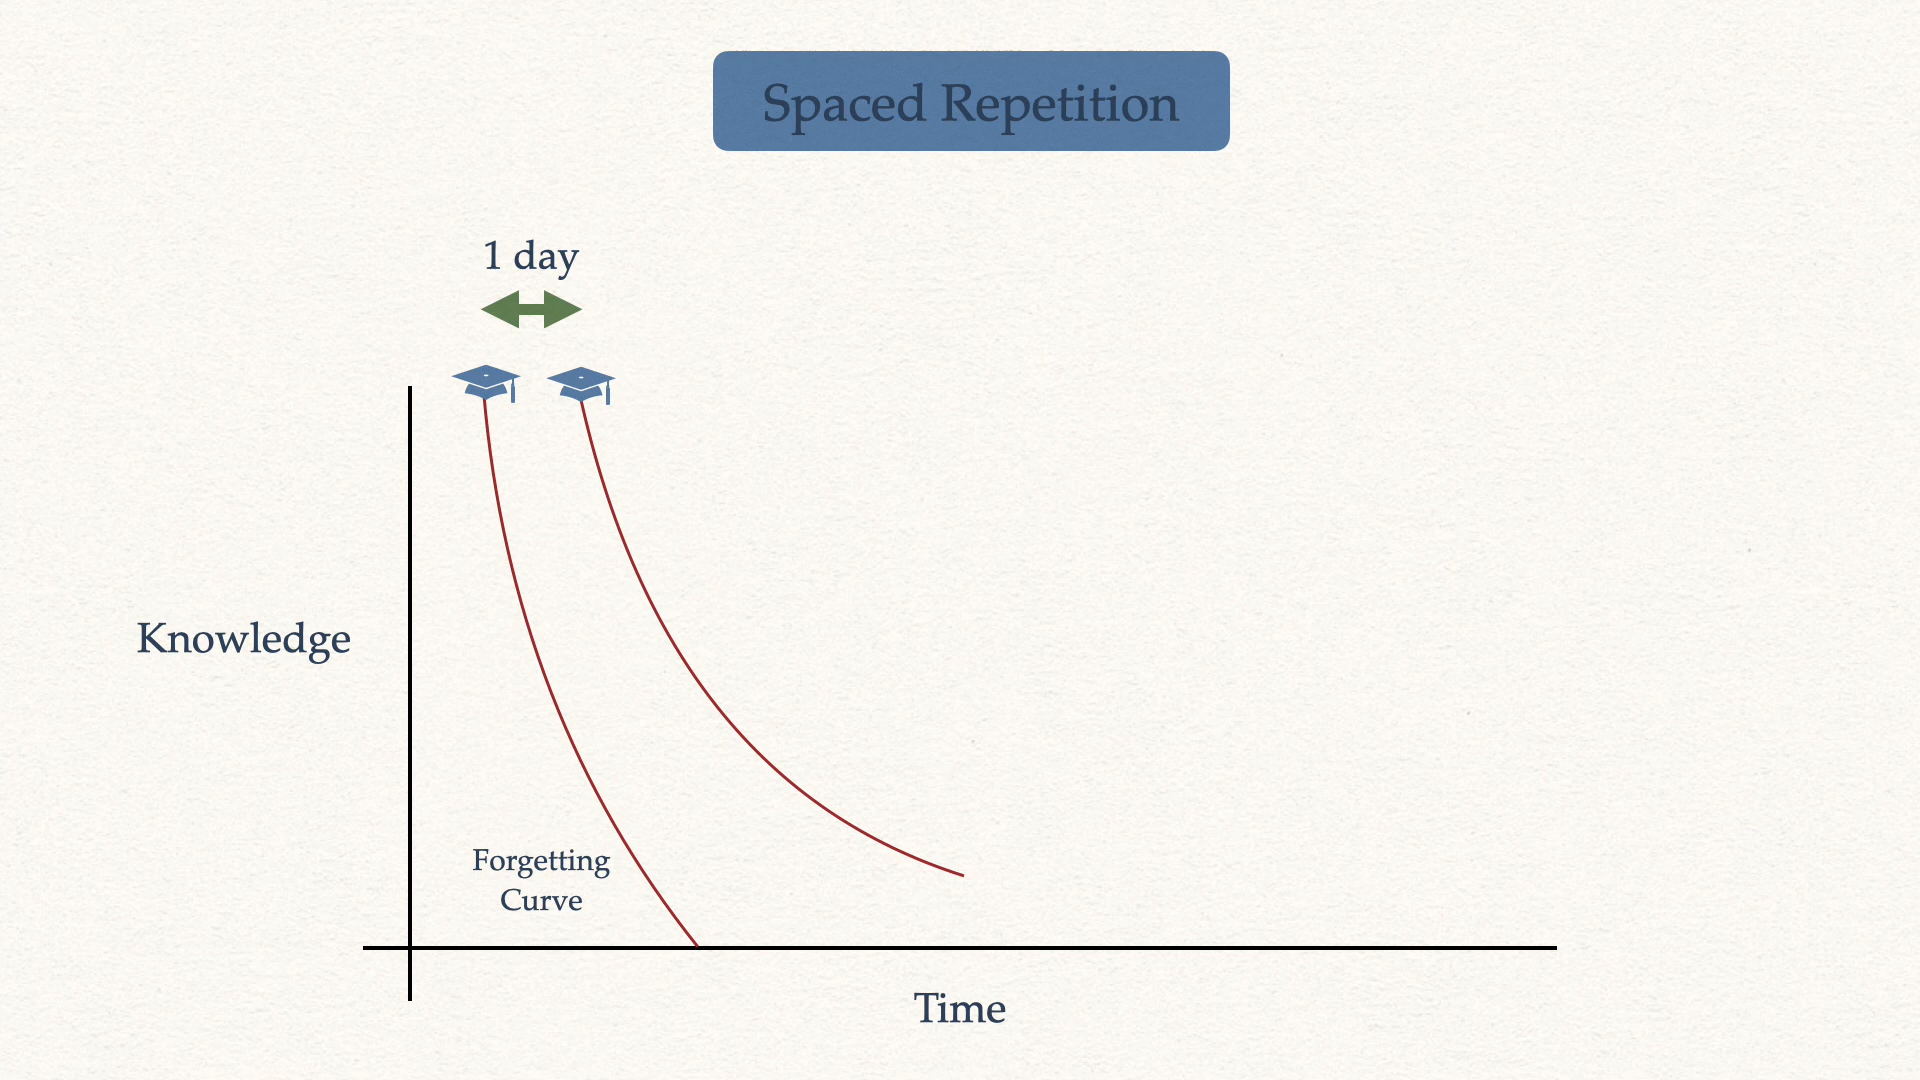 Spaced Repetition
1 day
Knowledge
Forgetting
Curve
Time